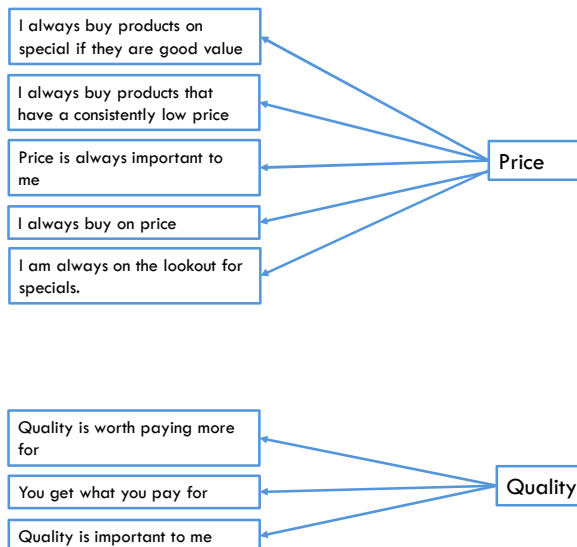 I always buy products on
special if they are good value
I always buy products that
have a consistently low price
Price is always important to
me
I always buy on price
I am always on the lookout for
specials.
Price
Quality is worth paying more
for
You get what you pay for
Quality is important to me
Quality